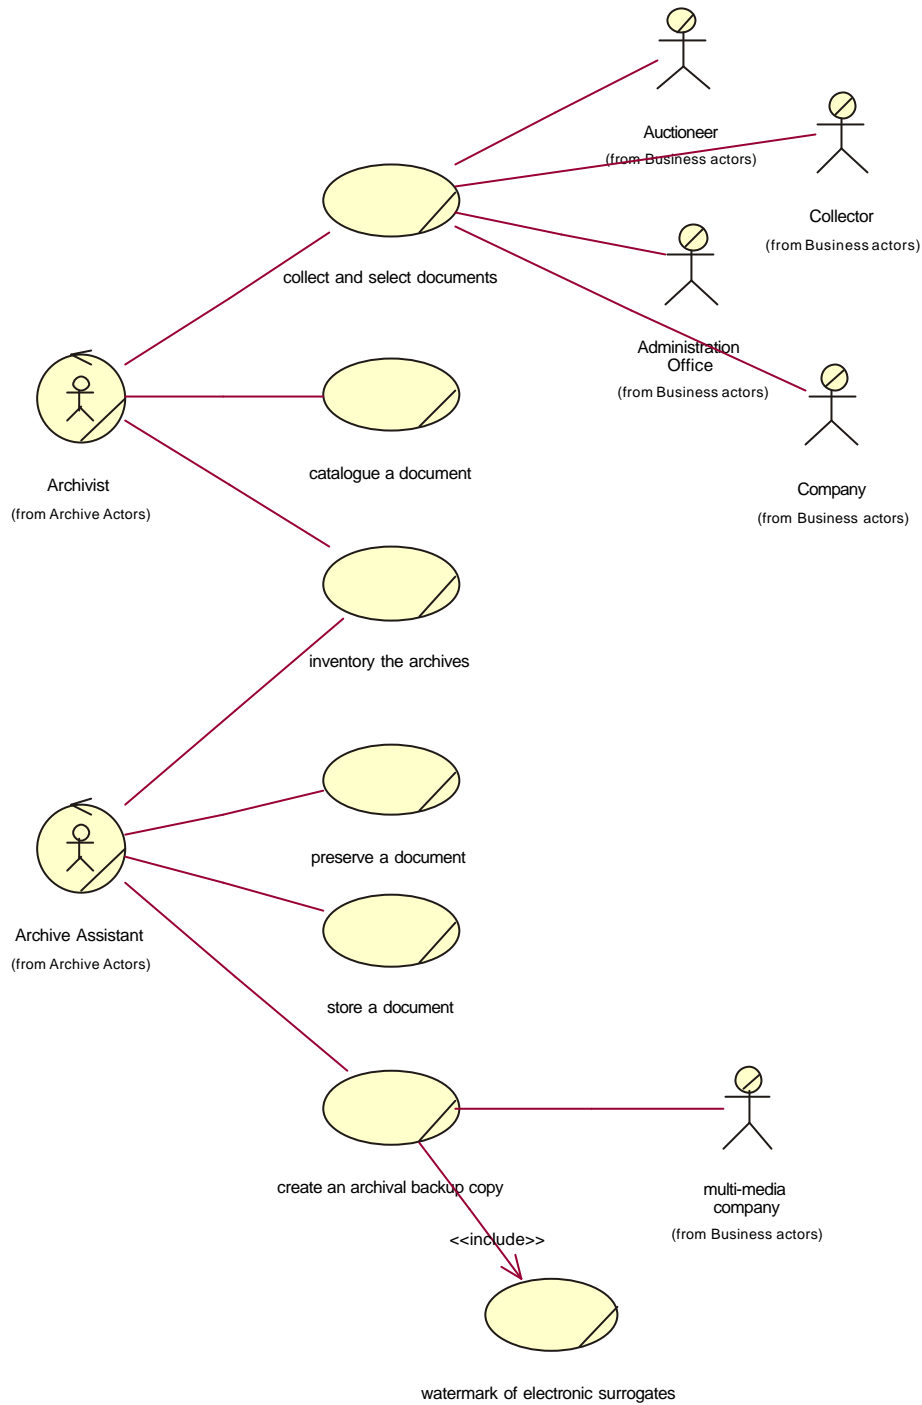 Auctioneer
(from Business actors)
Collector
(from Business actors)
collect and select documents
Administration
Office
(from Business actors)
catalogue a document
Archivist
(from Archive Actors)
Company
(from Business actors)
inventory the archives
preserve a document
Archive Assistant
(from Archive Actors)
store a document
create an archival backup copy
multi-media
company
(from Business actors)
<<include>>
watermark of electronic surrogates